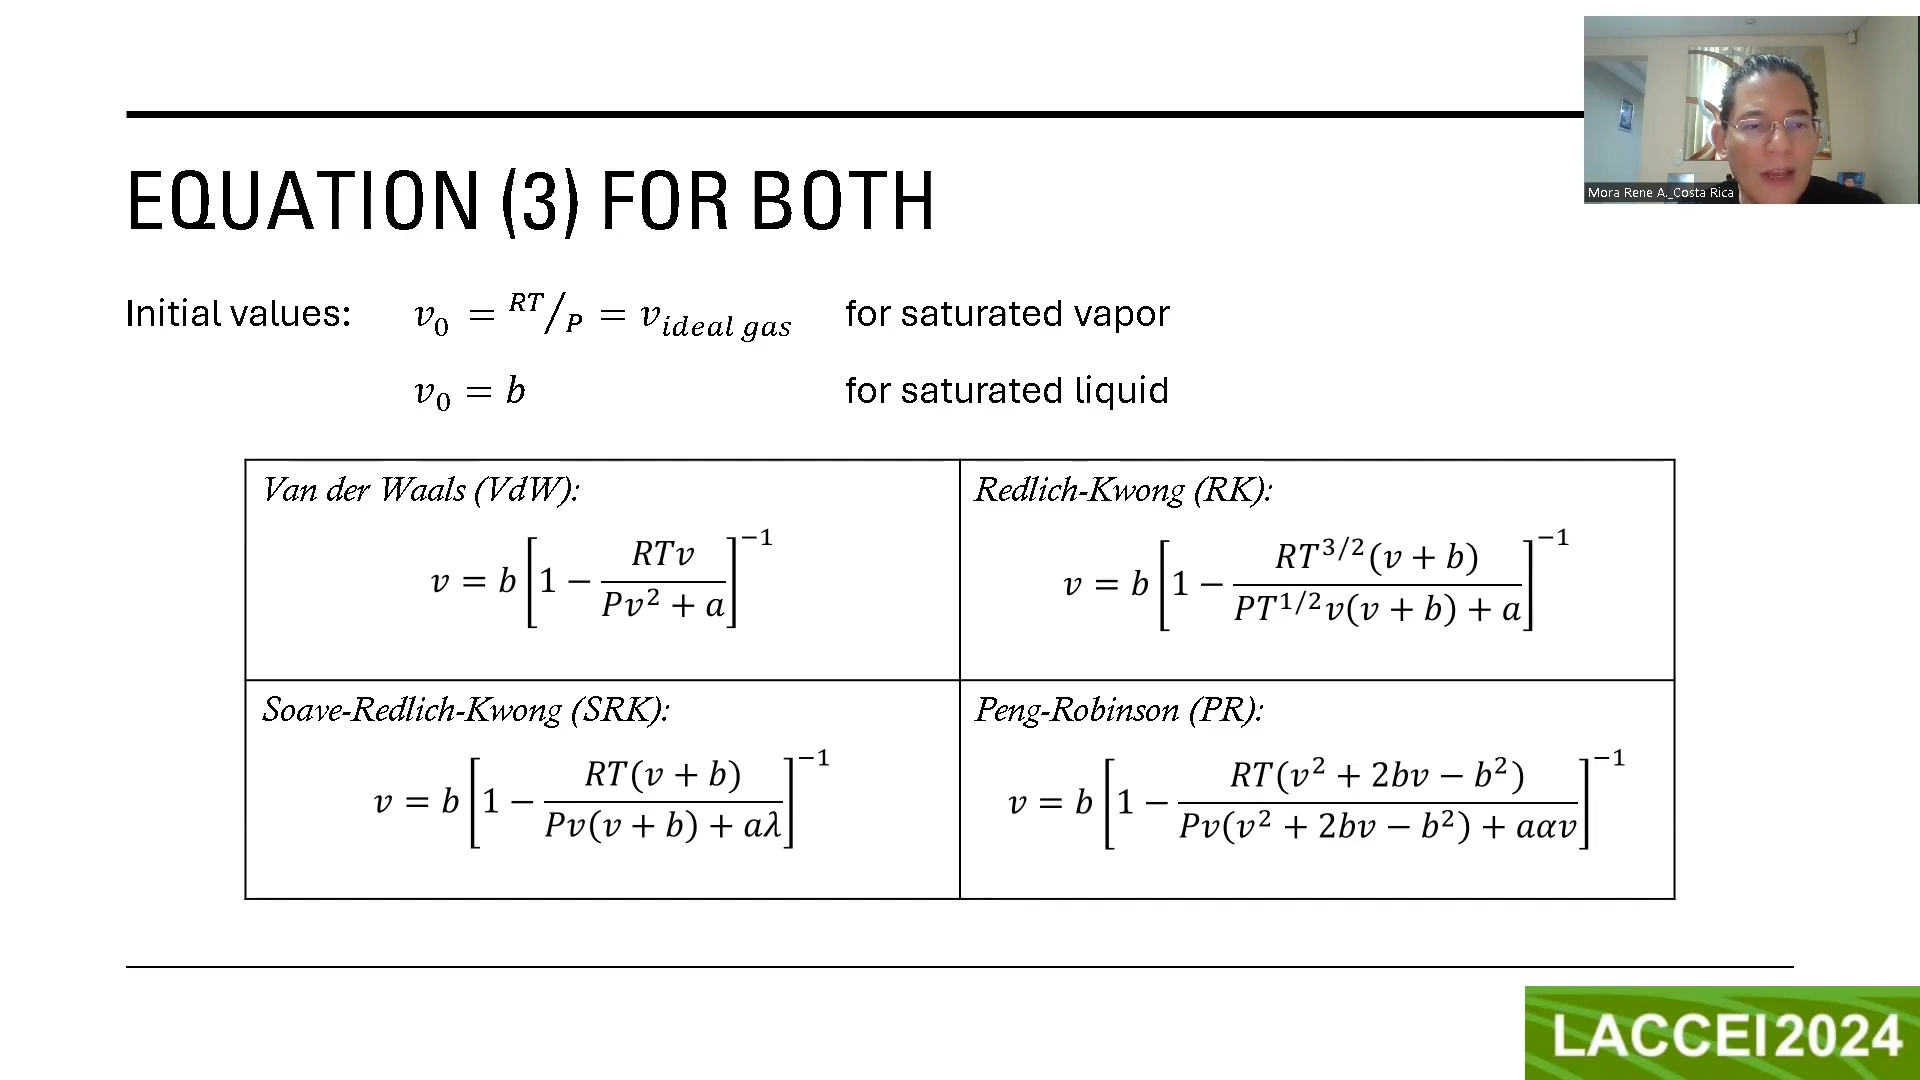 Mora Rene A._Costa Rica
EQUATION (3) FOR BOTH
Initial values: v₀ = RT/P = v_ideal gas for saturated vapor
v₀ = b for saturated liquid
Van der Waals (VdW):
v = b[1 − RTv/(Pv² + a)]⁻¹
Redlich-Kwong (RK):
v = b[1 − RT^(3/2)(v + b)/(PT^(1/2)v(v + b) + a)]⁻¹
Soave-Redlich-Kwong (SRK):
v = b[1 − RT(v + b)/(Pv(v + b) + aλ)]⁻¹
Peng-Robinson (PR):
v = b[1 − RT(v² + 2bv − b²)/(Pv(v² + 2bv − b²) + aαv)]⁻¹
LACCEI2024